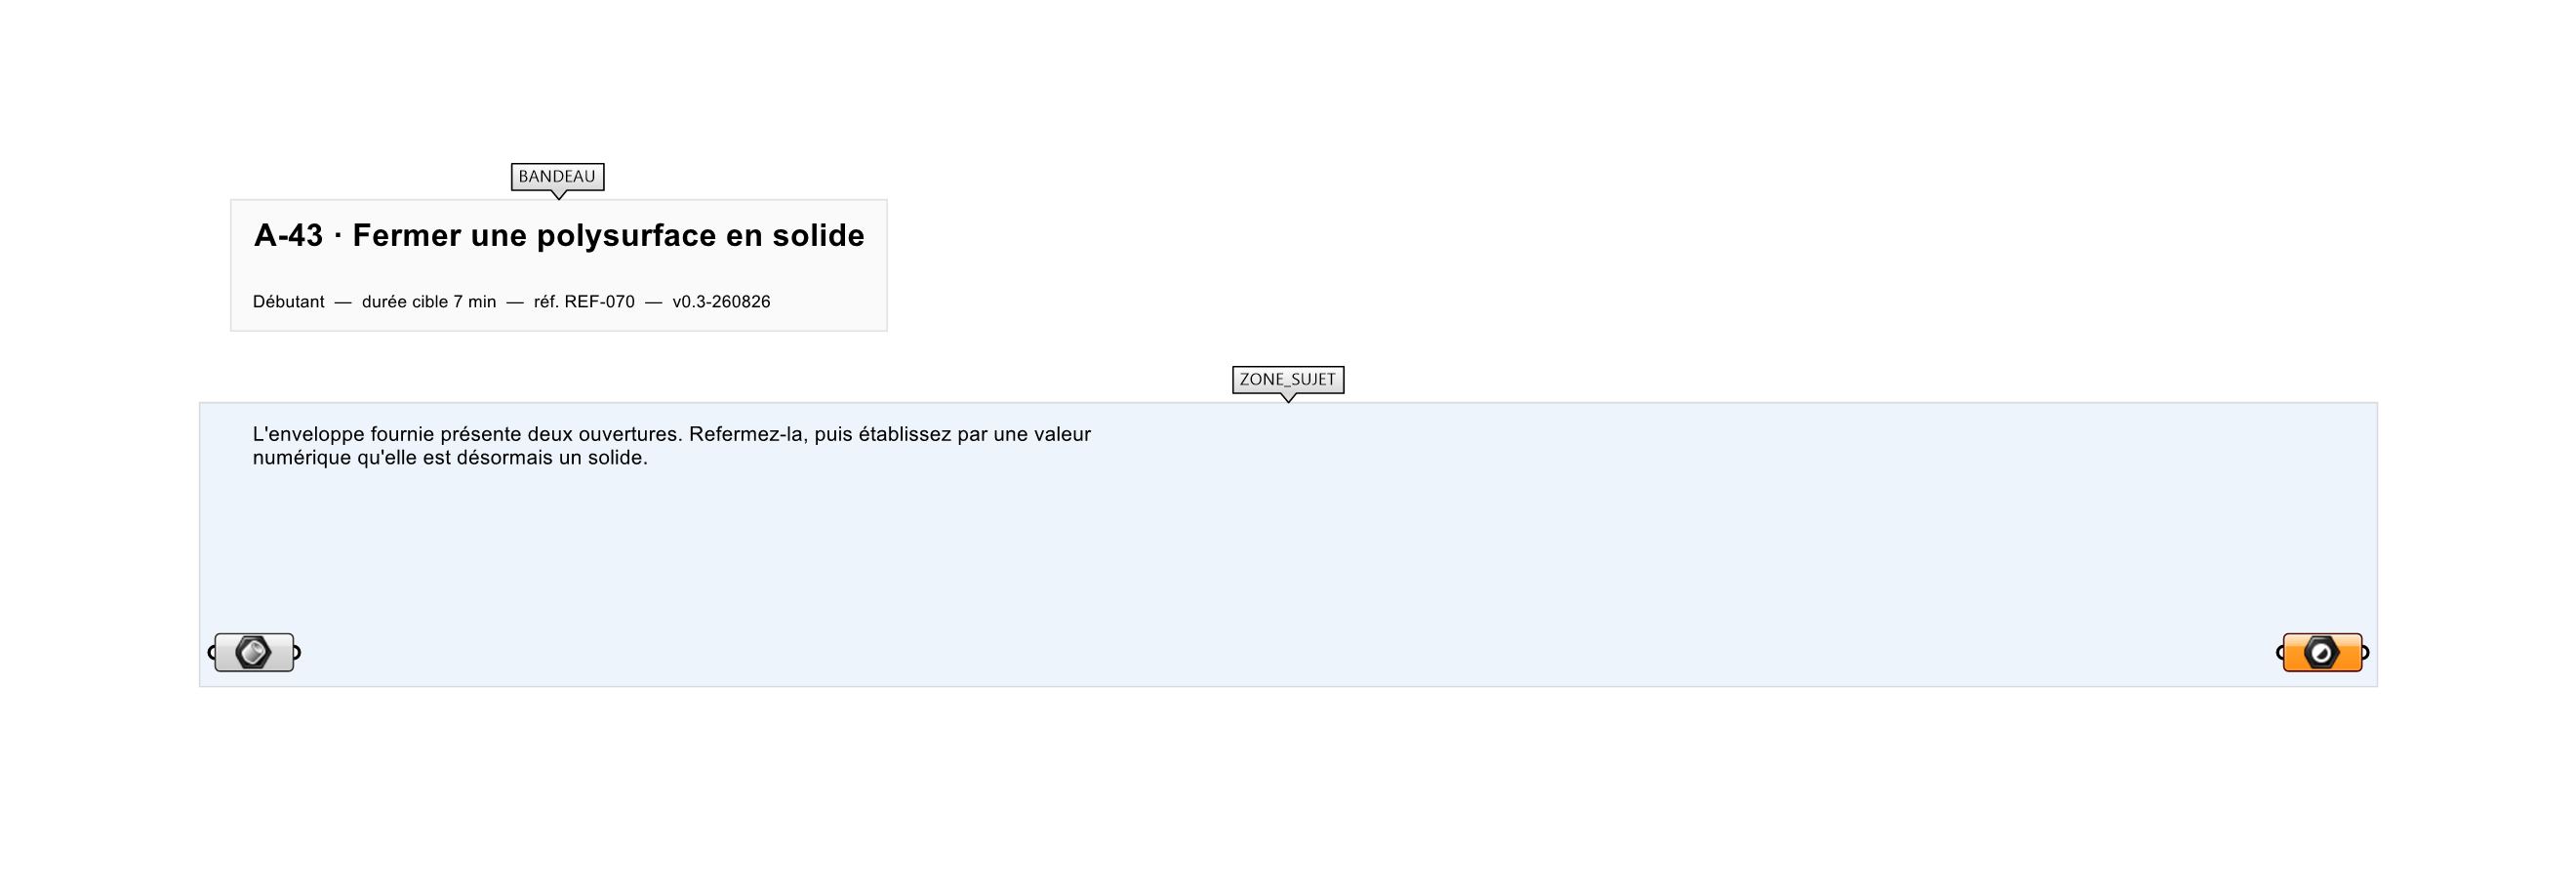 BANDEAU
A-43 · Fermer une polysurface en solide
Débutant — durée cible 7 min — réf. REF-070 — v0.3-260826
ZONE_SUJET
L'enveloppe fournie présente deux ouvertures. Refermez-la, puis établissez par une valeur
numérique qu'elle est désormais un solide.